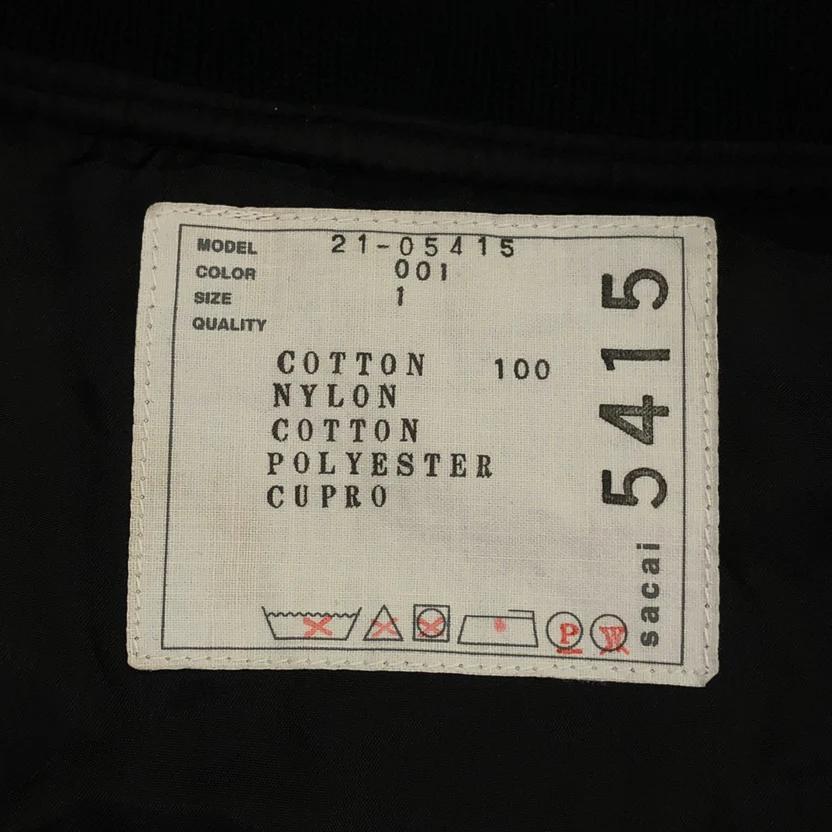 MODEL 21-05415
COLOR 001
SIZE 1
QUALITY
COTTON 100
NYLON
COTTON
POLYESTER
CUPRO
P W
5415
sacai